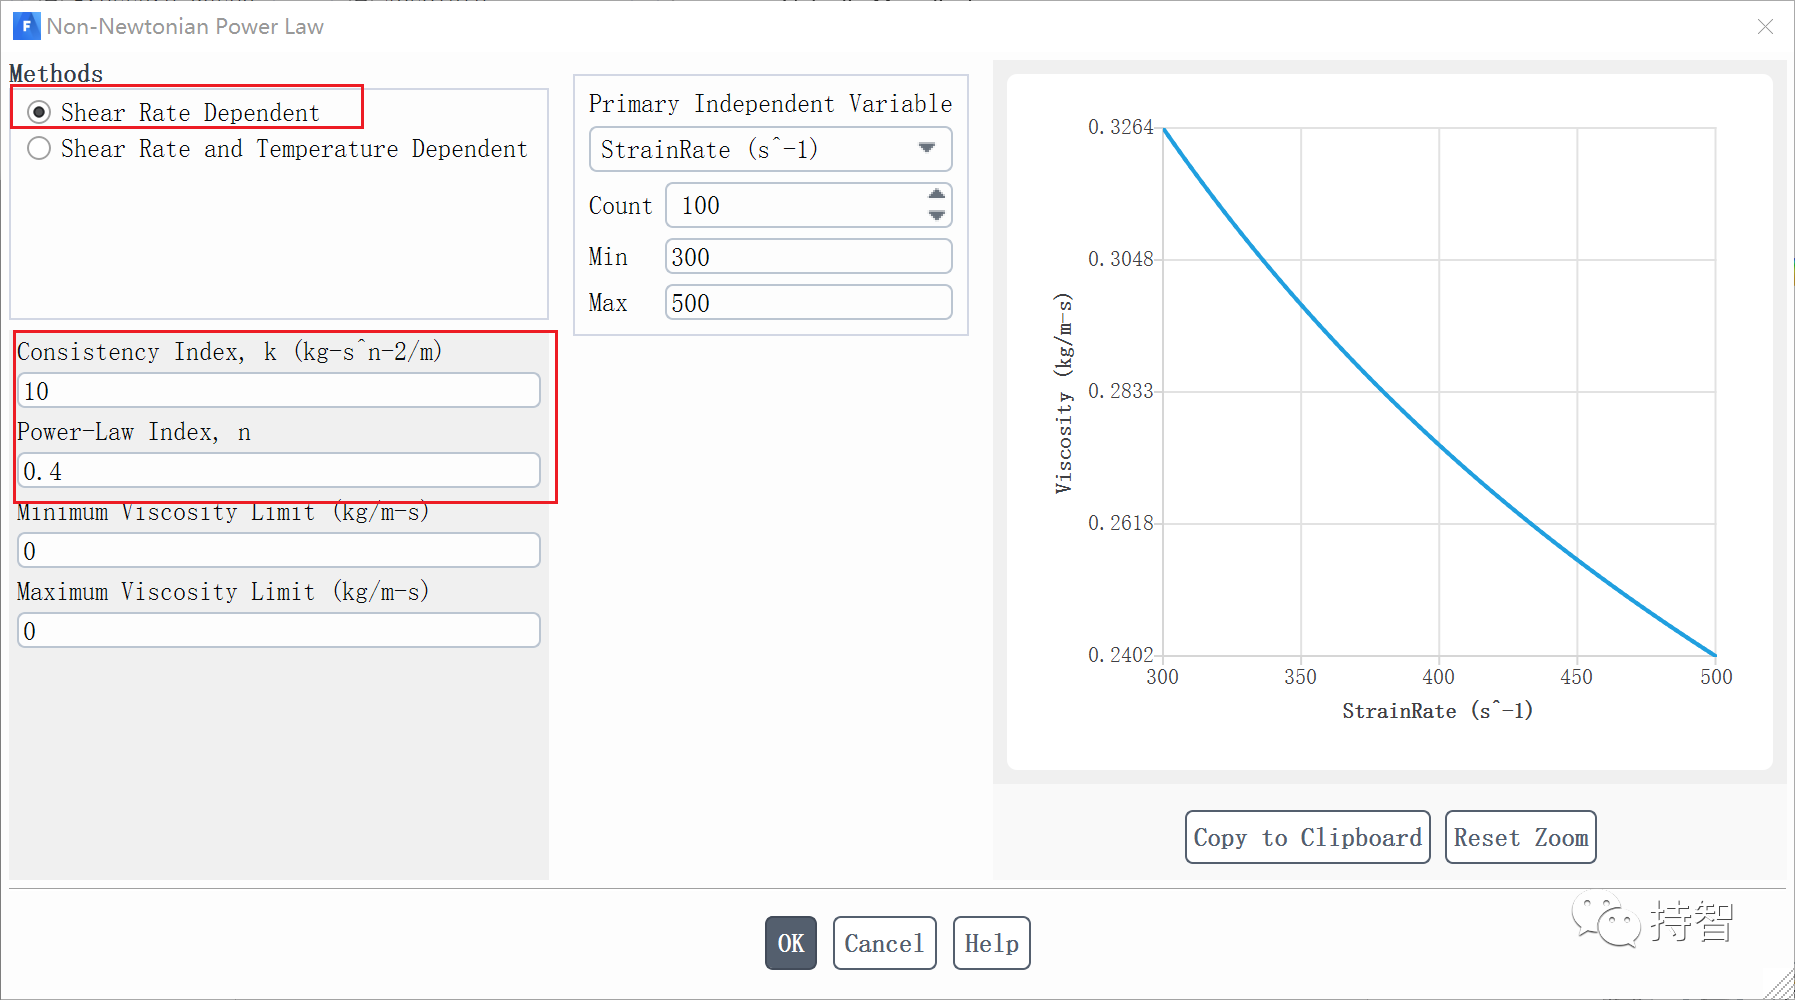 F Non-Newtonian Power Law
Methods
Shear Rate Dependent
Shear Rate and Temperature Dependent
Consistency Index, k (kg-s^n-2/m)
10
Power-Law Index, n
0.4
Minimum Viscosity Limit (kg/m-s)
0
Maximum Viscosity Limit (kg/m-s)
0
Primary Independent Variable
StrainRate (s^-1)
Count 100
Min 300
Max 500
Viscosity (kg/m-s)
0.3264
0.3048
0.2833
0.2618
0.2402
300 350 400 450 500
StrainRate (s^-1)
Copy to Clipboard Reset Zoom
OK Cancel Help
持智